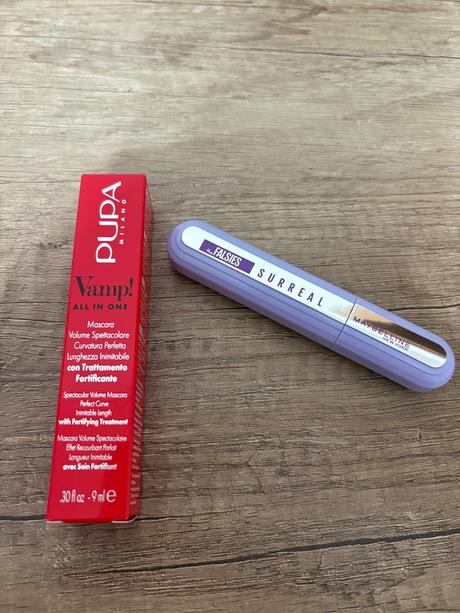 PUPA
MILANO
Vamp!
ALL IN ONE
Mascara
Volume Spettacolare
Curvatura Perfetta
Lunghezza Inimitabile
con Trattamento
Fortificante
Spectacular Volume Mascara
Perfect Curve
Inimitable Length
with Fortifying Treatment
Mascara Volume Spectaculaire
Effet Recourbant Parfait
Longueur Inimitable
avec Soin Fortifiant
.30 fl oz - 9 ml ℮
the FALSIES
SURREAL
MAYBELLINE
NEW YORK